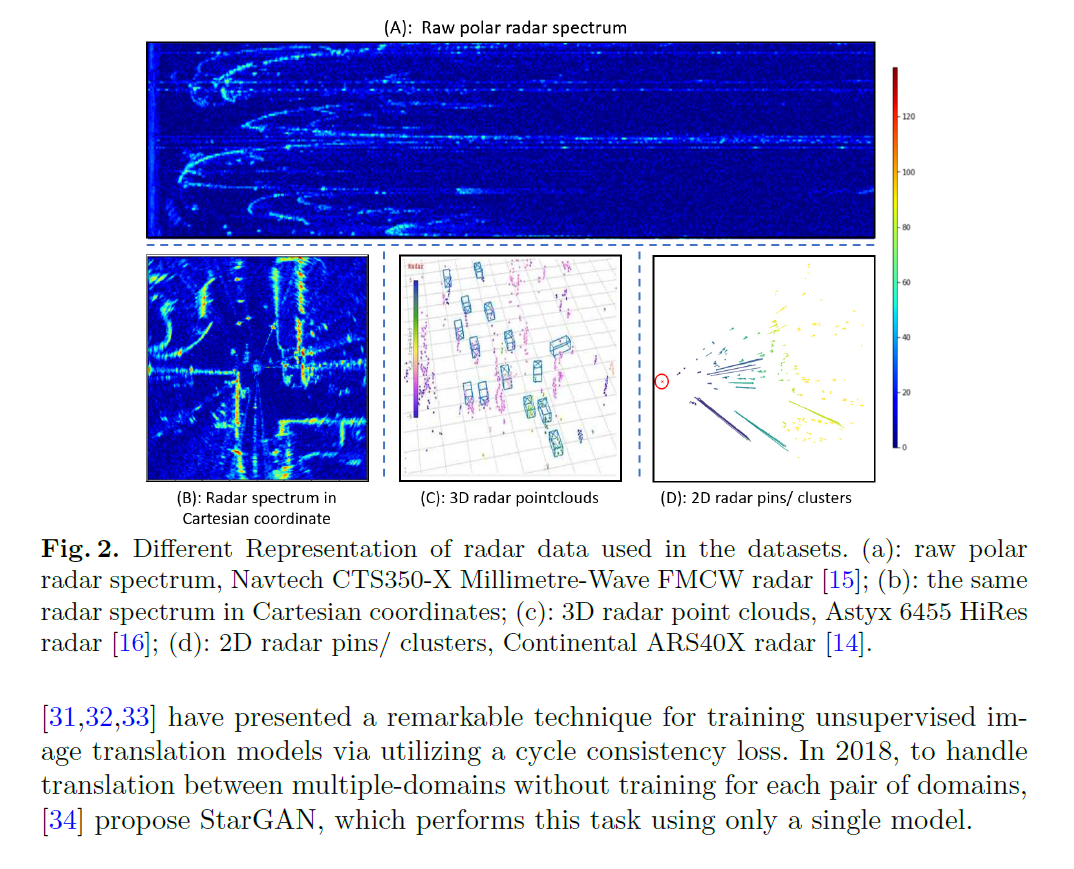 (A): Raw polar radar spectrum
120
100
80
60
40
20
0
Radar
(B): Radar spectrum in
Cartesian coordinate
(C): 3D radar pointclouds
(D): 2D radar pins/ clusters
Fig. 2. Different Representation of radar data used in the datasets. (a): raw polar
radar spectrum, Navtech CTS350-X Millimetre-Wave FMCW radar [15]; (b): the same
radar spectrum in Cartesian coordinates; (c): 3D radar point clouds, Astyx 6455 HiRes
radar [16]; (d): 2D radar pins/ clusters, Continental ARS40X radar [14].
[31,32,33] have presented a remarkable technique for training unsupervised im-
age translation models via utilizing a cycle consistency loss. In 2018, to handle
translation between multiple-domains without training for each pair of domains,
[34] propose StarGAN, which performs this task using only a single model.